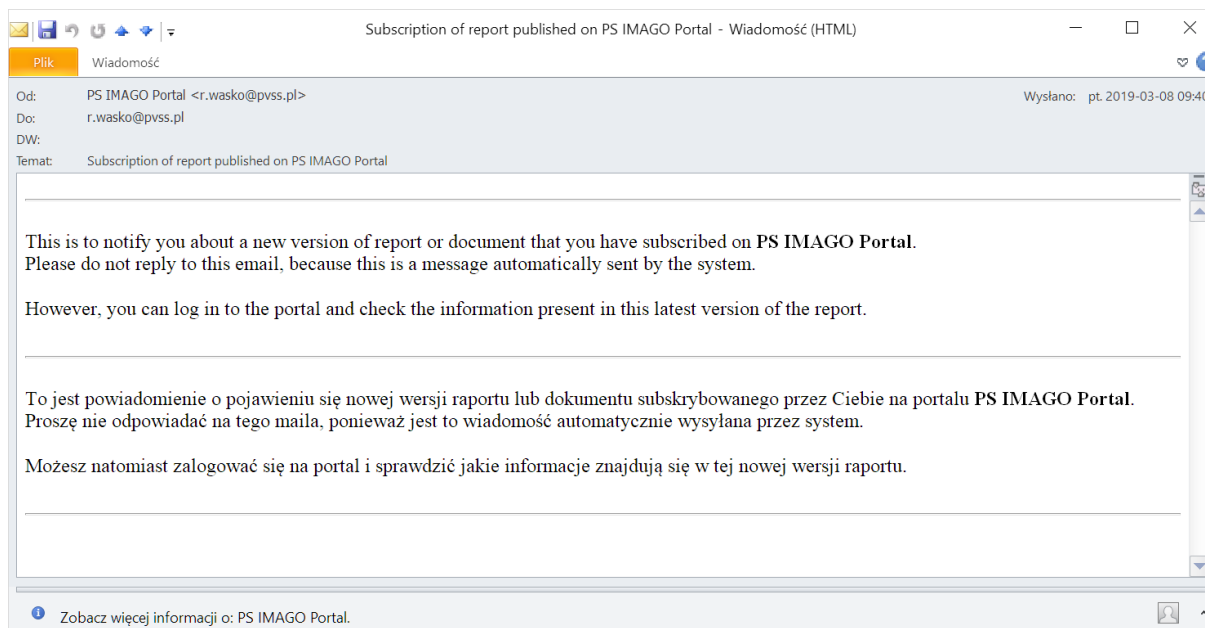 Subscription of report published on PS IMAGO Portal - Wiadomość (HTML)
Plik Wiadomość
Od: PS IMAGO Portal <r.wasko@pvss.pl> Wysłano: pt. 2019-03-08 09:40
Do: r.wasko@pvss.pl
DW:
Temat: Subscription of report published on PS IMAGO Portal
This is to notify you about a new version of report or document that you have subscribed on PS IMAGO Portal.
Please do not reply to this email, because this is a message automatically sent by the system.
However, you can log in to the portal and check the information present in this latest version of the report.
To jest powiadomienie o pojawieniu się nowej wersji raportu lub dokumentu subskrybowanego przez Ciebie na portalu PS IMAGO Portal.
Proszę nie odpowiadać na tego maila, ponieważ jest to wiadomość automatycznie wysyłana przez system.
Możesz natomiast zalogować się na portal i sprawdzić jakie informacje znajdują się w tej nowej wersji raportu.
Zobacz więcej informacji o: PS IMAGO Portal.